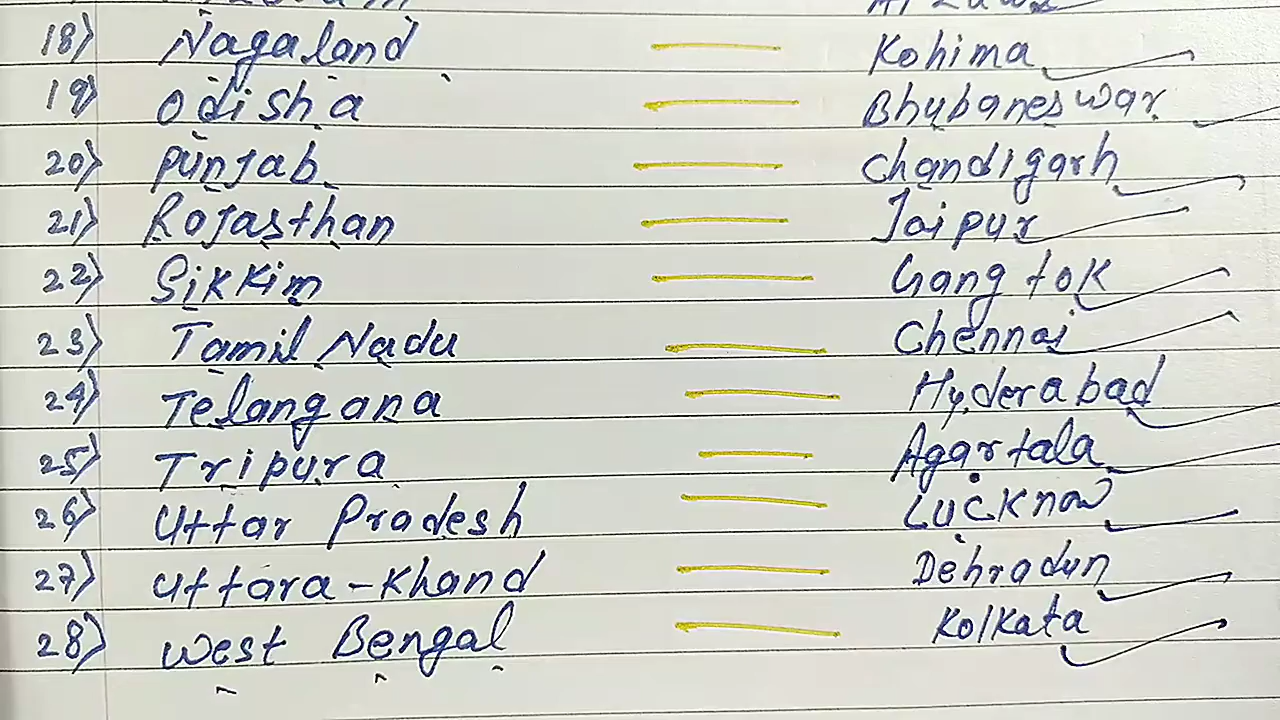 18) Nagaland — Kohima
19) Odisha — Bhubaneswar
20) Punjab — Chandigarh
21) Rajasthan — Jaipur
22) Sikkim — Gangtok
23) Tamil Nadu — Chennai
24) Telangana — Hyderabad
25) Tripura — Agartala
26) Uttar Pradesh — Lucknow
27) Uttara-Khand — Dehradun
28) West Bengal — Kolkata